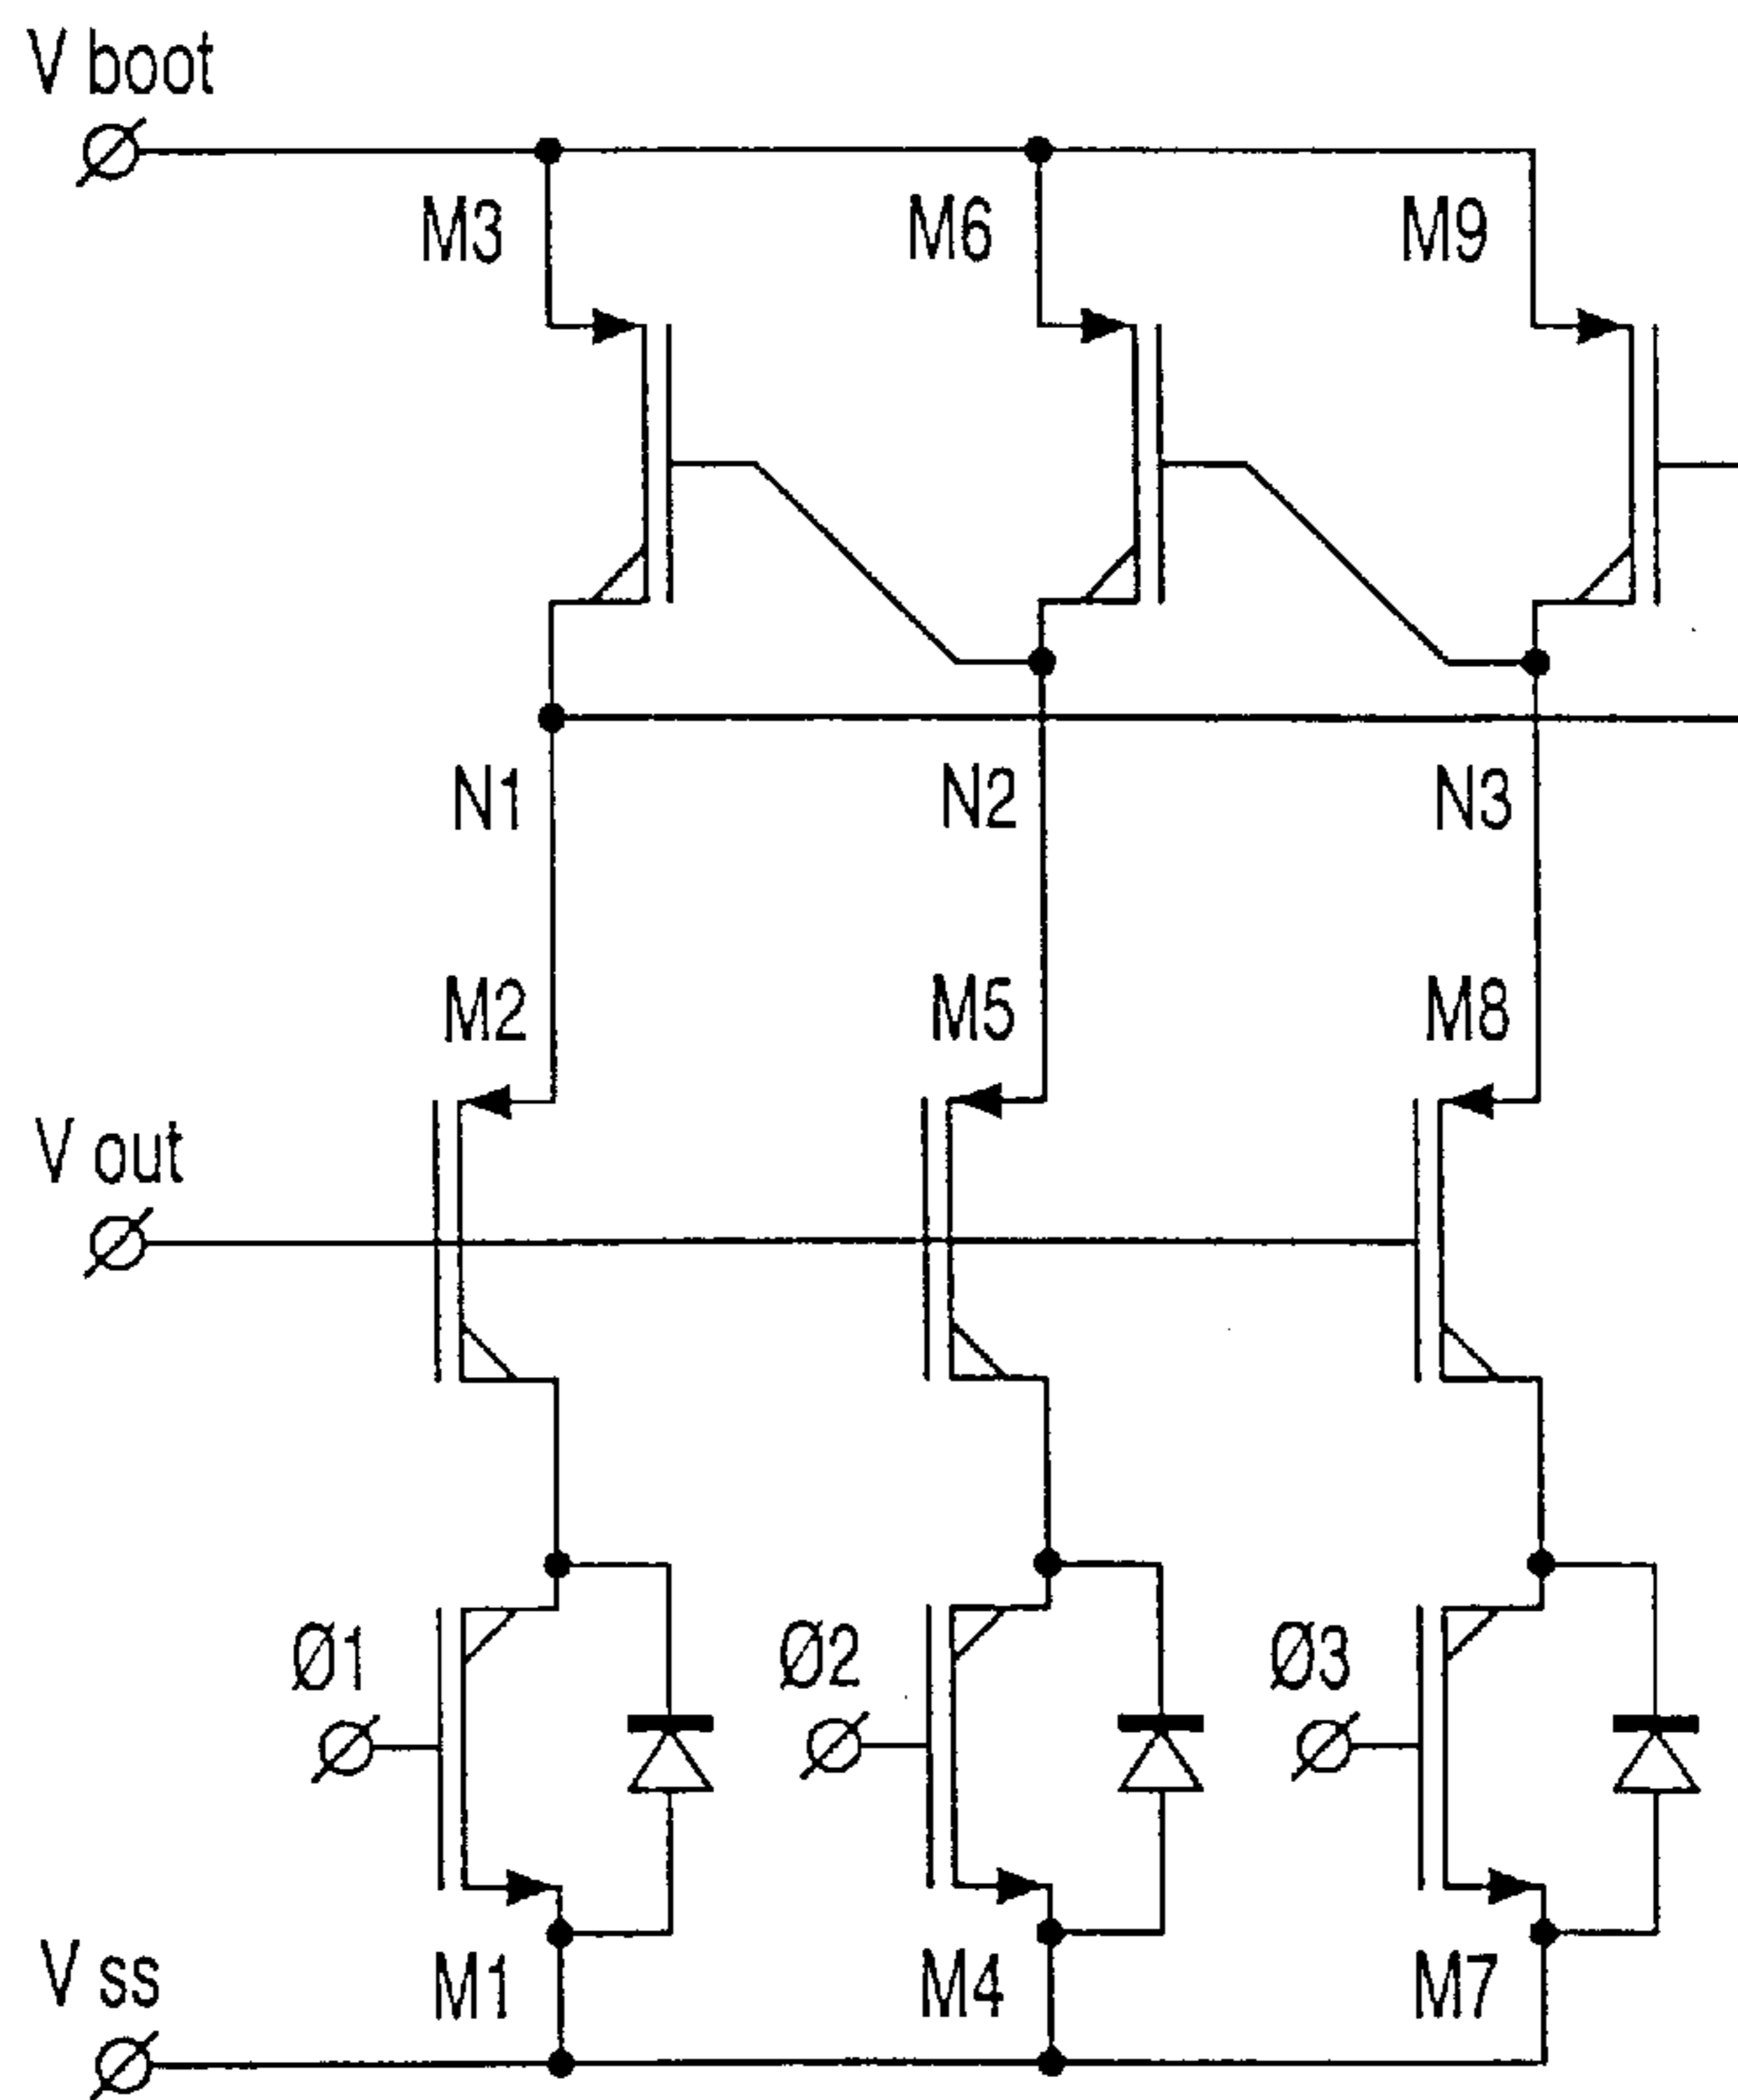 V boot
M3 M6 M9
N1 N2 N3
M2 M5 M8
V out
Ø1 Ø2 Ø3
V ss
M1 M4 M7